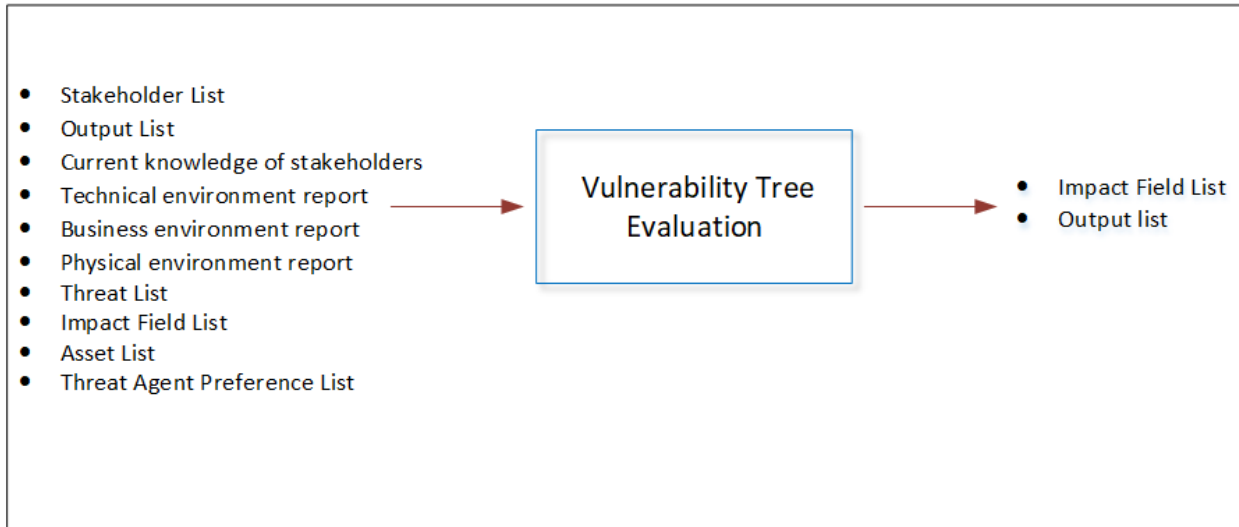 Stakeholder List
Output List
Current knowledge of stakeholders
Technical environment report
Business environment report
Physical environment report
Threat List
Impact Field List
Asset List
Threat Agent Preference List
Vulnerability Tree
Evaluation
Impact Field List
Output list